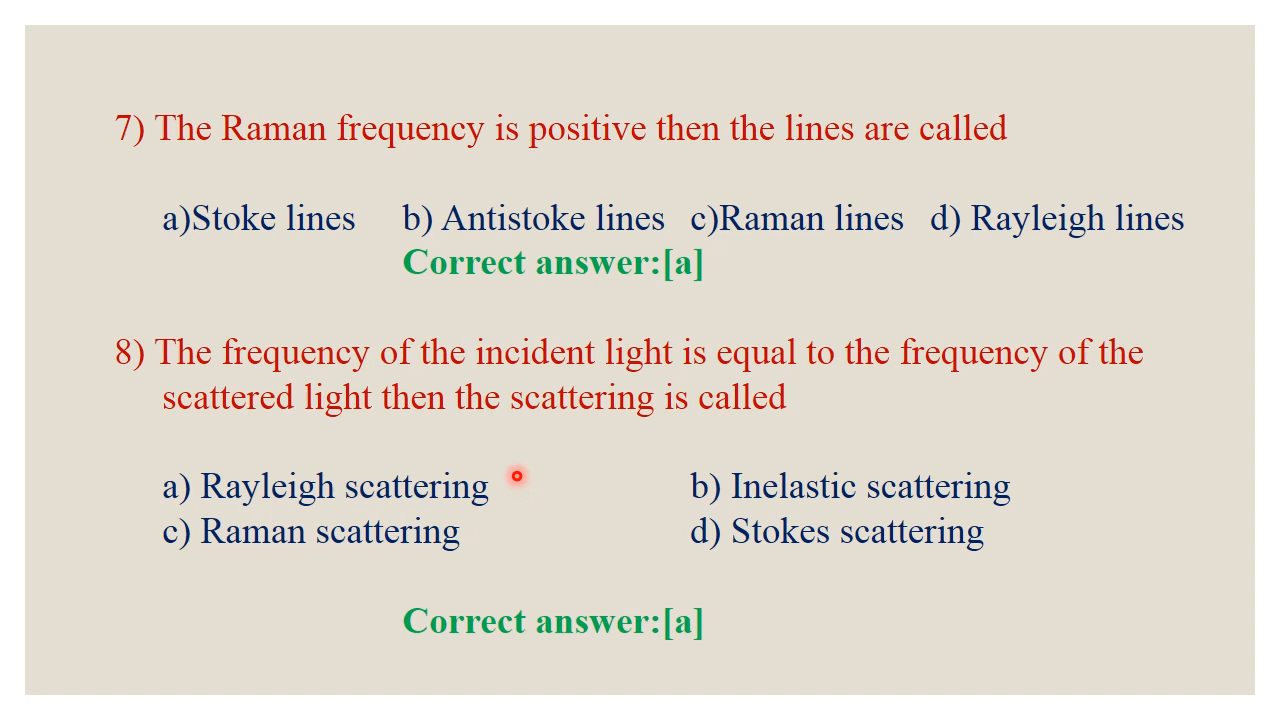 7) The Raman frequency is positive then the lines are called
a)Stoke lines b) Antistoke lines c)Raman lines d) Rayleigh lines
Correct answer:[a]
8) The frequency of the incident light is equal to the frequency of the
scattered light then the scattering is called
a) Rayleigh scattering b) Inelastic scattering
c) Raman scattering d) Stokes scattering
Correct answer:[a]